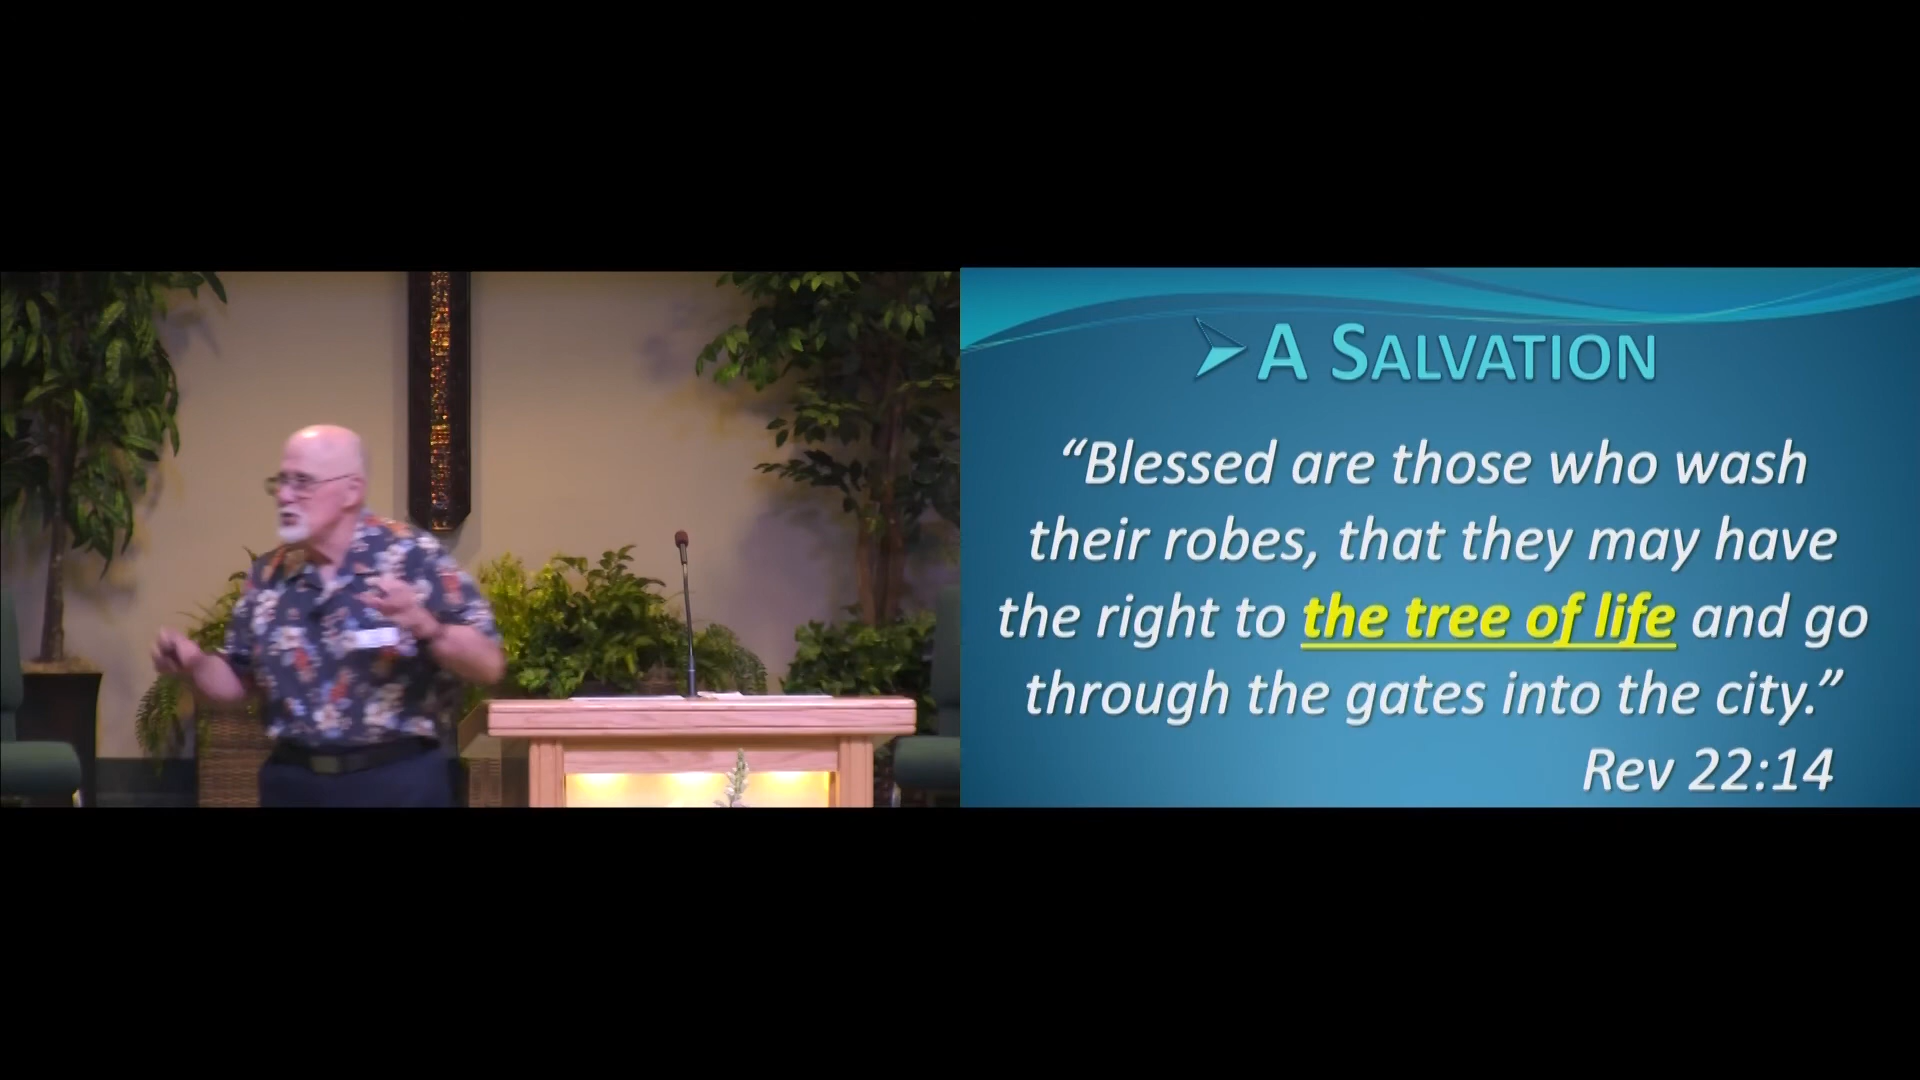 A SALVATION
“Blessed are those who wash
their robes, that they may have
the right to the tree of life and go
through the gates into the city.”
Rev 22:14